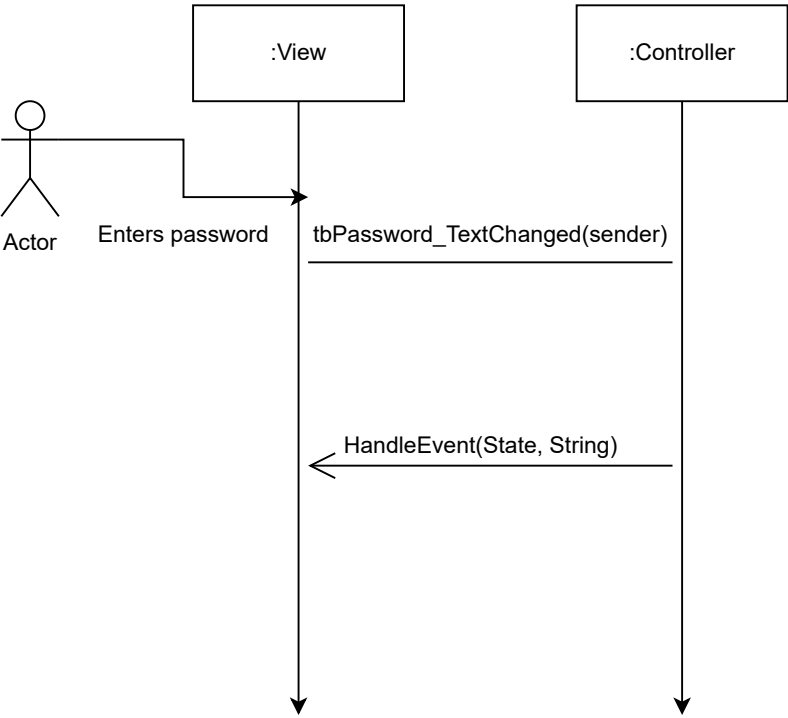 :View
:Controller
Actor
Enters password
tbPassword_TextChanged(sender)
HandleEvent(State, String)